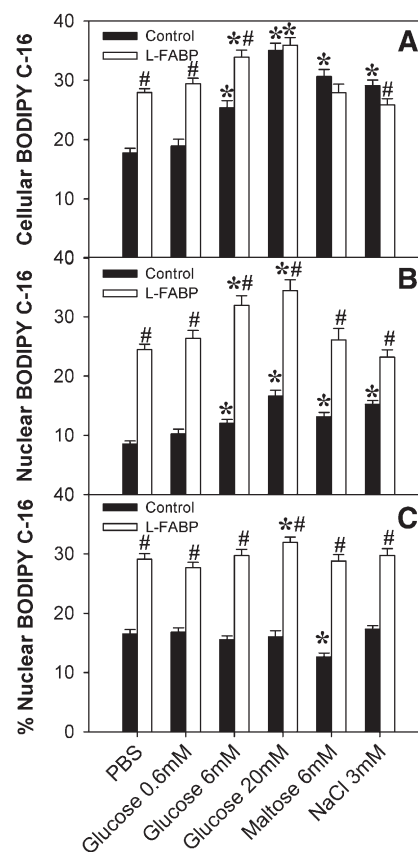 40
Control
L-FABP
A
# # *# ** * * #
30
20
10
Cellular BODIPY C-16
40
Control
L-FABP
B
# # * *# * *# * # * #
30
20
10
Nuclear BODIPY C-16
40
Control
L-FABP
C
# # # *# * # #
30
20
10
0
% Nuclear BODIPY C-16
PBS
Glucose 0.6mM
Glucose 6mM
Glucose 20mM
Maltose 6mM
NaCl 3mM